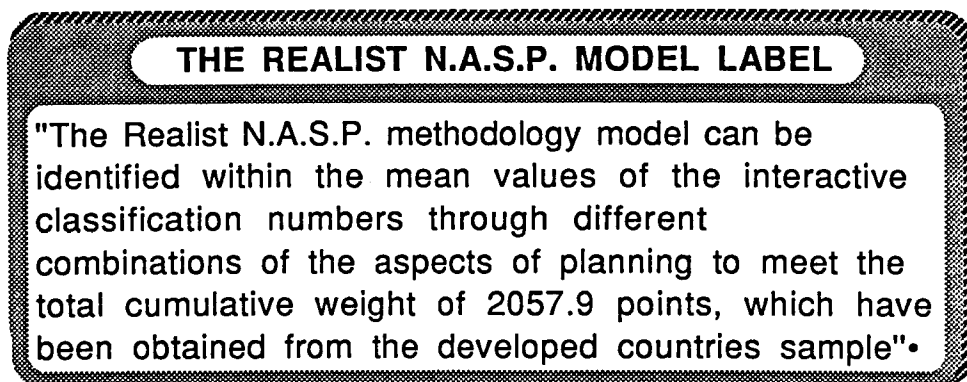 THE REALIST N.A.S.P. MODEL LABEL
"The Realist N.A.S.P. methodology model can be
identified within the mean values of the interactive
classification numbers through different
combinations of the aspects of planning to meet the
total cumulative weight of 2057.9 points, which have
been obtained from the developed countries sample"•